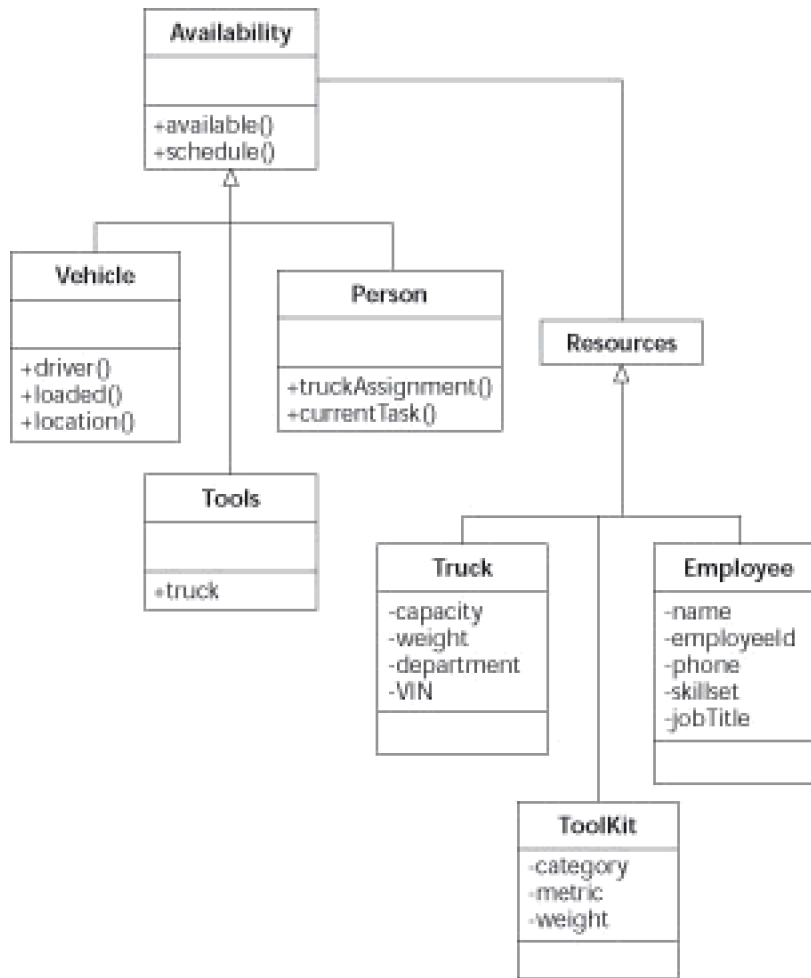 Availability
+available()
+schedule()
Vehicle
+driver()
+loaded()
+location()
Person
+truckAssignment()
+currentTask()
Resources
Tools
+truck
Truck
-capacity
-weight
-department
-VIN
Employee
-name
-employeeId
-phone
-skillset
-jobTitle
ToolKit
-category
-metric
-weight